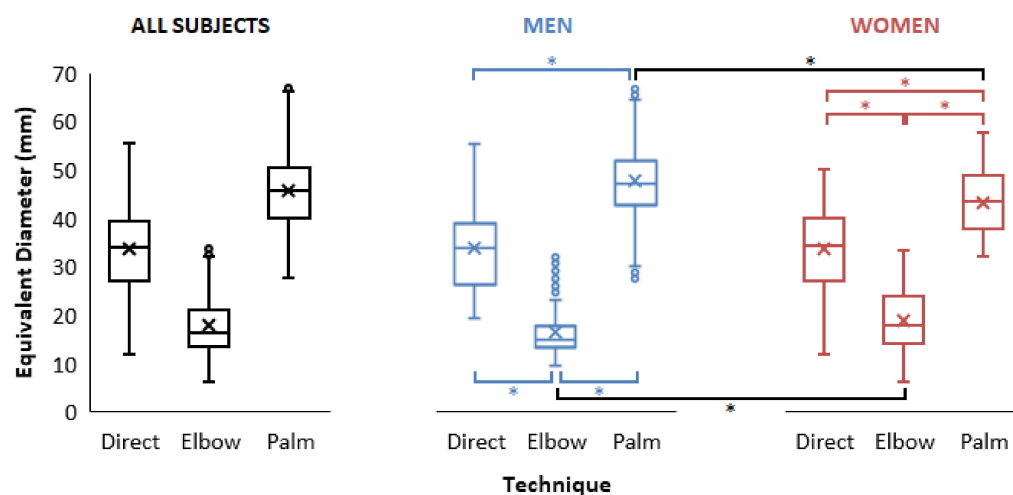 ALL SUBJECTS
MEN
WOMEN
Equivalent Diameter (mm)
70
60
50
40
30
20
10
0
*
*
*
*
*
*
*
*
Direct Elbow Palm
Direct Elbow Palm
Direct Elbow Palm
Technique